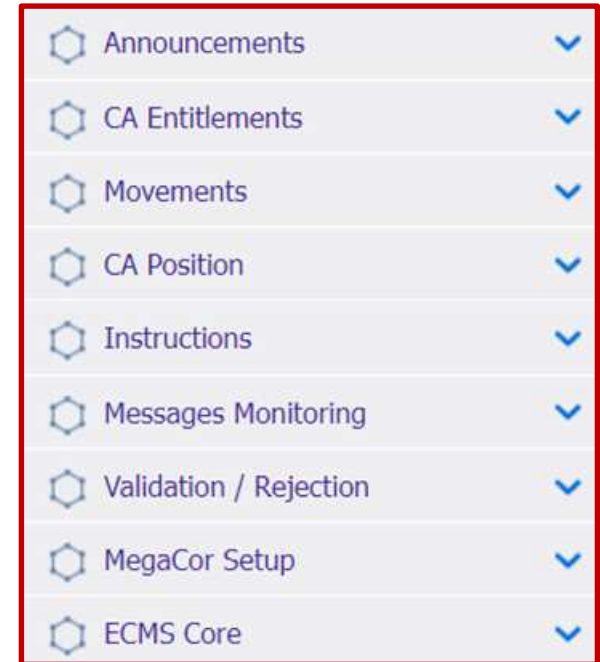 Announcements
CA Entitlements
Movements
CA Position
Instructions
Messages Monitoring
Validation / Rejection
MegaCor Setup
ECMS Core